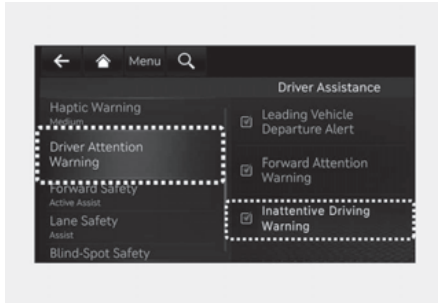 Menu
Driver Assistance
Haptic Warning
Medium
Driver Attention
Warning
Forward Safety
Active Assist
Lane Safety
Assist
Blind-Spot Safety
Leading Vehicle
Departure Alert
Forward Attention
Warning
Inattentive Driving
Warning